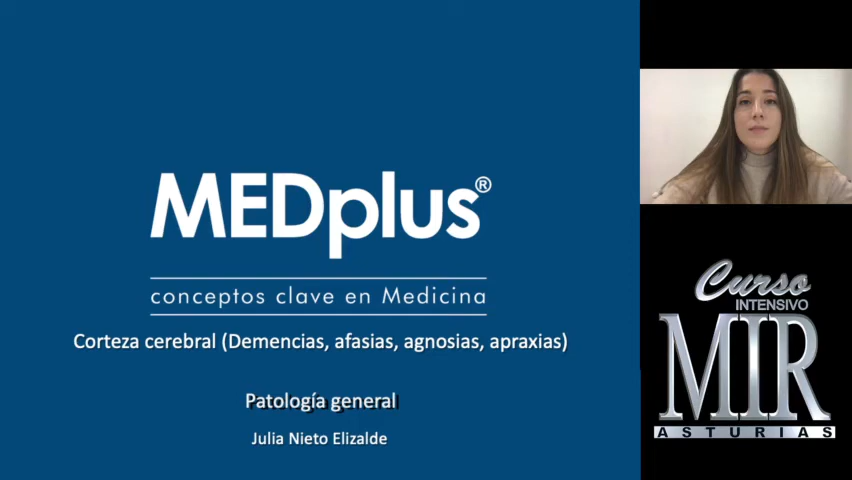 MEDplus®
conceptos clave en Medicina
Corteza cerebral (Demencias, afasias, agnosias, apraxias)
Patología general
Julia Nieto Elizalde
Curso
INTENSIVO
MIR
ASTURIAS